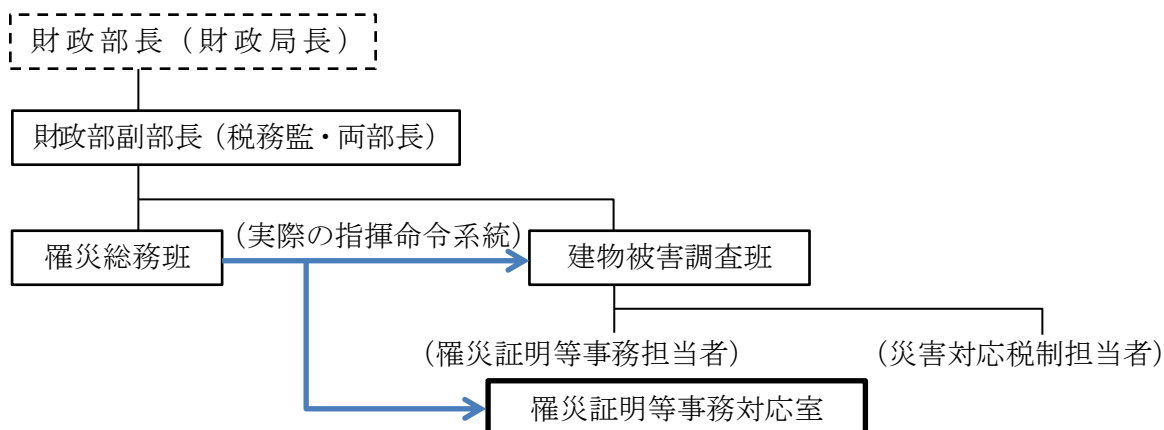 財政部長（財政局長）
財政部副部長（税務監・両部長）
罹災総務班
（実際の指揮命令系統）
建物被害調査班
（罹災証明等事務担当者）
（災害対応税制担当者）
罹災証明等事務対応室